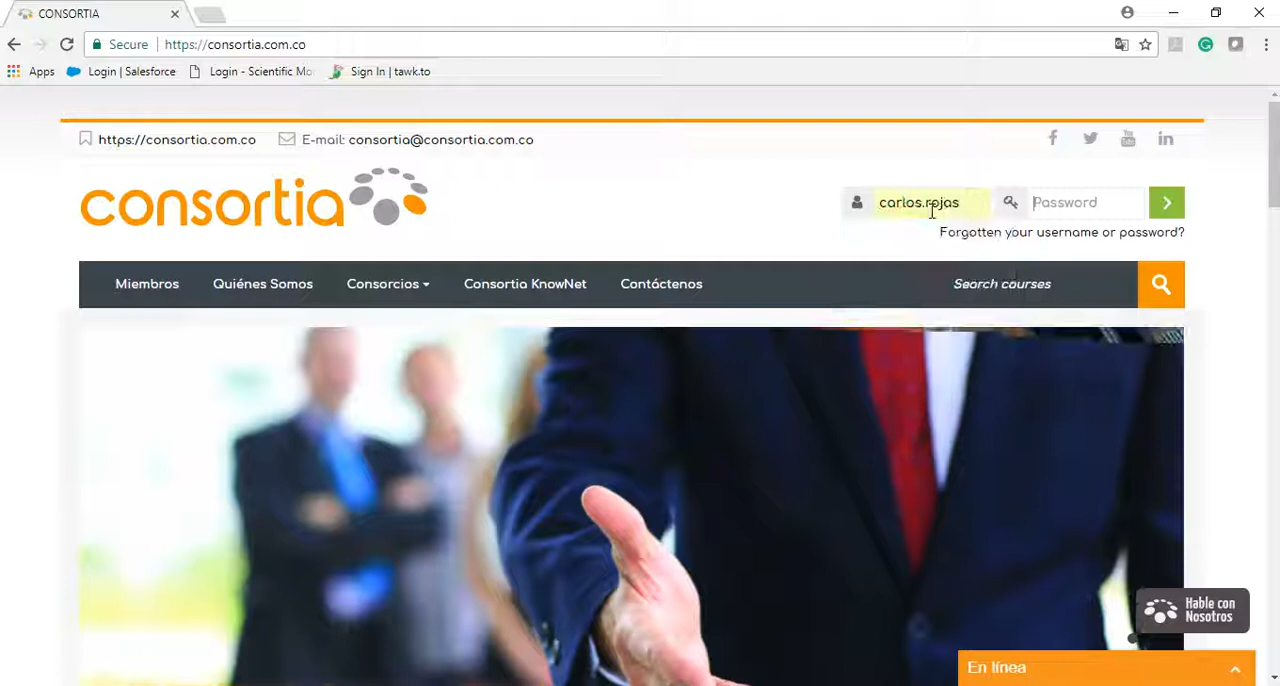 CONSORTIA
Secure https://consortia.com.co
Apps Login | Salesforce Login - Scientific Mo Sign In | tawk.to
https://consortia.com.co E-mail: consortia@consortia.com.co
consortia
carlos.rojas Password
Forgotten your username or password?
Miembros Quiénes Somos Consorcios Consortia KnowNet Contáctenos Search courses
Hable con
Nosotros
En línea